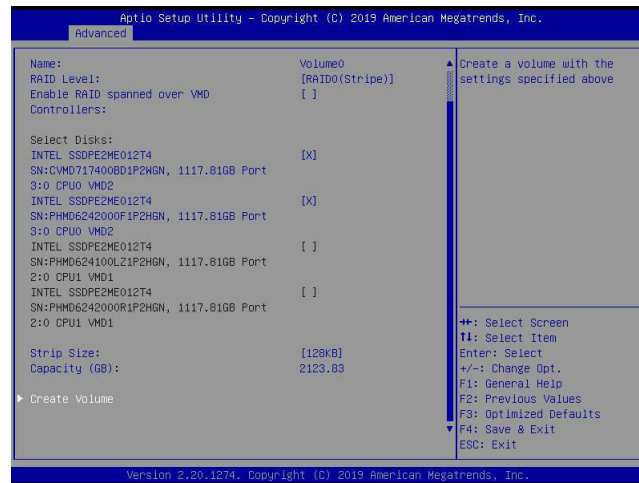 Aptio Setup Utility – Copyright (C) 2019 American Megatrends, Inc.
Advanced
Name: Volume0
RAID Level: [RAID0(Stripe)]
Enable RAID spanned over VMD [ ]
Controllers:
Select Disks:
INTEL SSDPE2ME012T4 [X]
SN:CVMD717400BD1P2WGN, 1117.81GB Port
3:0 CPU0 VMD2
INTEL SSDPE2ME012T4 [X]
SN:PHMD6242000F1P2HGN, 1117.81GB Port
3:0 CPU0 VMD2
INTEL SSDPE2ME012T4 [ ]
SN:PHMD624100LZ1P2HGN, 1117.81GB Port
2:0 CPU1 VMD1
INTEL SSDPE2ME012T4 [ ]
SN:PHMD6242000R1P2HGN, 1117.81GB Port
2:0 CPU1 VMD1
Strip Size: [128KB]
Capacity (GB): 2123.83
Create Volume
Create a volume with the
settings specified above
→←: Select Screen
↑↓: Select Item
Enter: Select
+/-: Change Opt.
F1: General Help
F2: Previous Values
F3: Optimized Defaults
F4: Save & Exit
ESC: Exit
Version 2.20.1274. Copyright (C) 2019 American Megatrends, Inc.